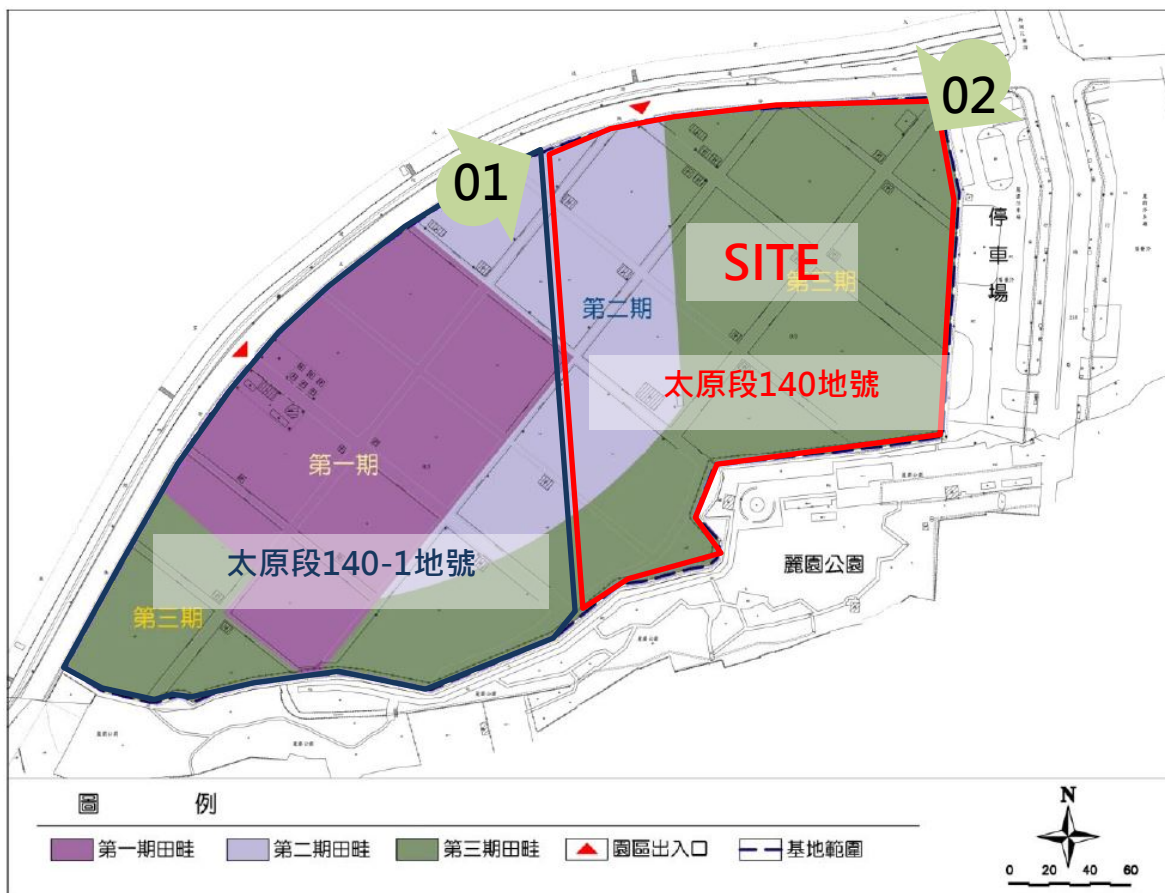 02
01
停車場
SITE
第三期
第二期
太原段140地號
第一期
太原段140-1地號
麗園公園
第三期
圖 例
N
第一期田畦 第二期田畦 第三期田畦 園區出入口 基地範圍
0 20 40 60